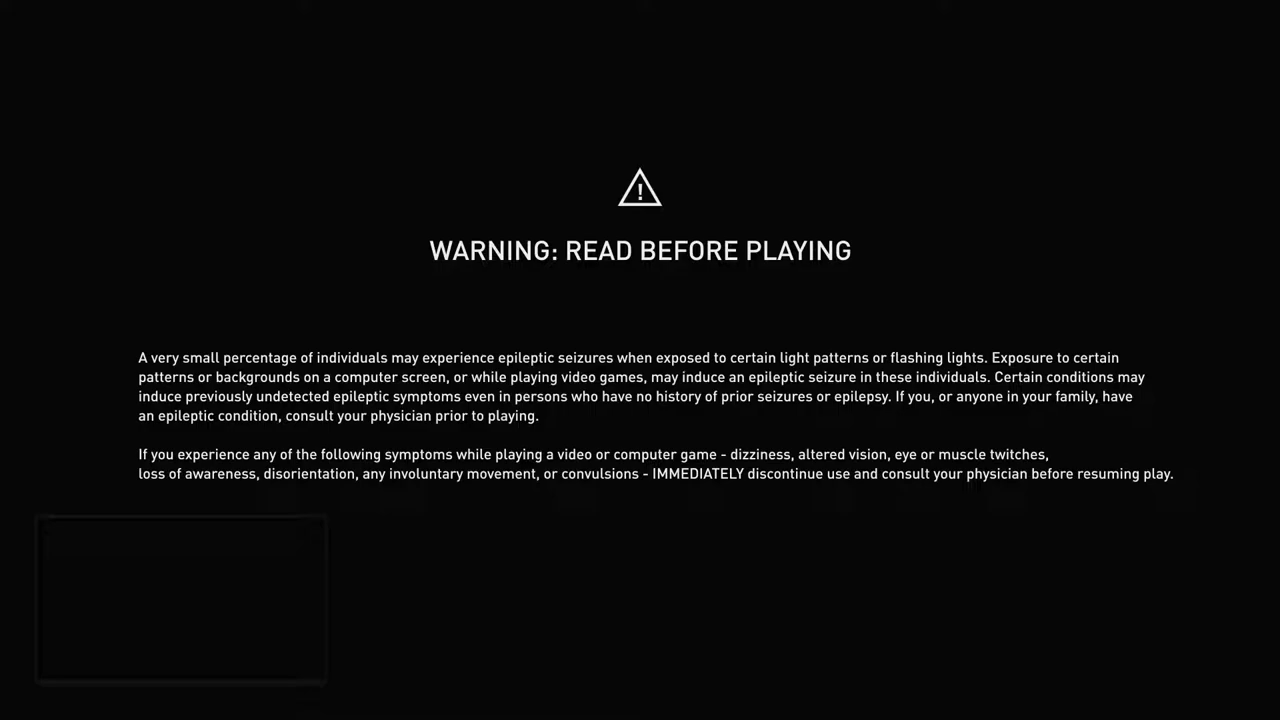 WARNING: READ BEFORE PLAYING
A very small percentage of individuals may experience epileptic seizures when exposed to certain light patterns or flashing lights. Exposure to certain
patterns or backgrounds on a computer screen, or while playing video games, may induce an epileptic seizure in these individuals. Certain conditions may
induce previously undetected epileptic symptoms even in persons who have no history of prior seizures or epilepsy. If you, or anyone in your family, have
an epileptic condition, consult your physician prior to playing.
If you experience any of the following symptoms while playing a video or computer game - dizziness, altered vision, eye or muscle twitches,
loss of awareness, disorientation, any involuntary movement, or convulsions - IMMEDIATELY discontinue use and consult your physician before resuming play.